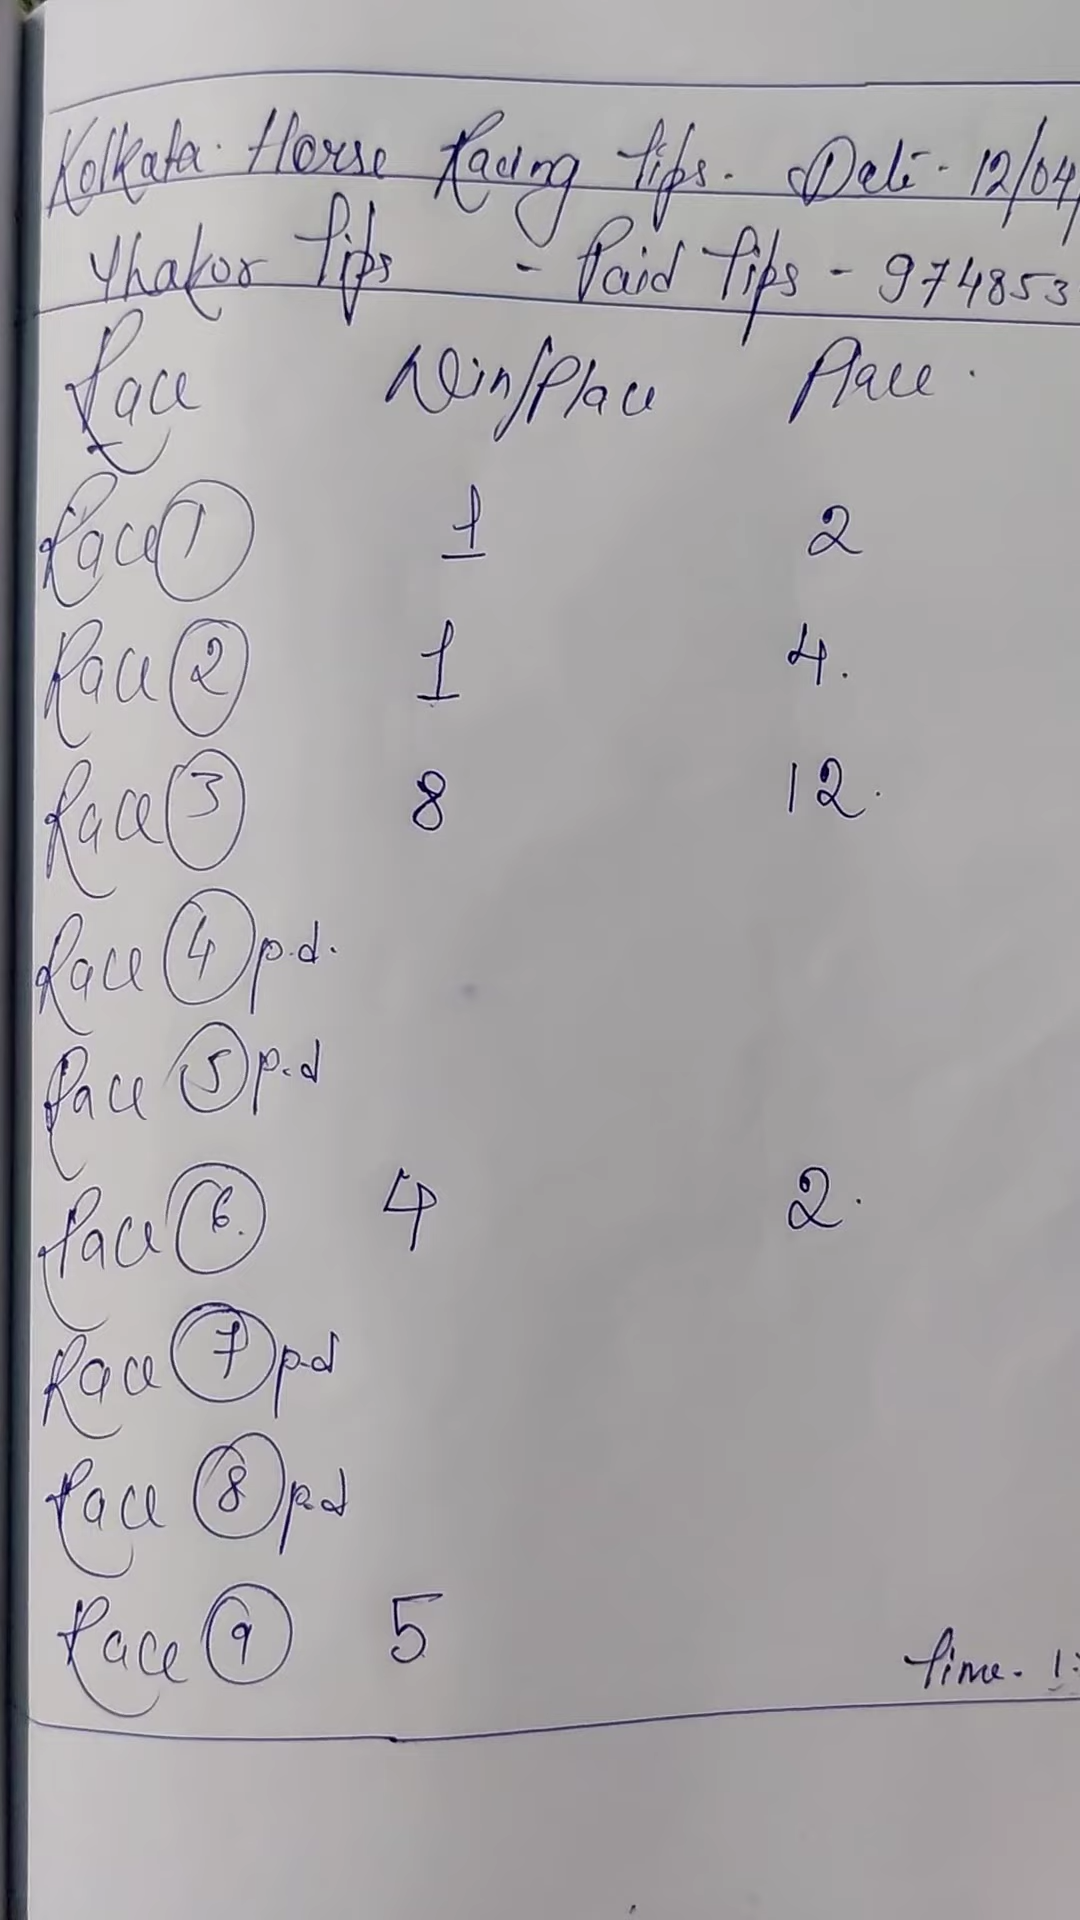 Kolkata. Horse Racing Tips. Date - 12/04/
Thakor Tips - Paid Tips - 974853
Race Win/Place Place.
Race 1 1 2
Race 2 1 4.
Race 3 8 12.
Race 4 p.d.
Race 5 p.d
Race 6. 4 2.
Race 7 p.d
Race 8 p.d
Race 9 5
Time. 1: